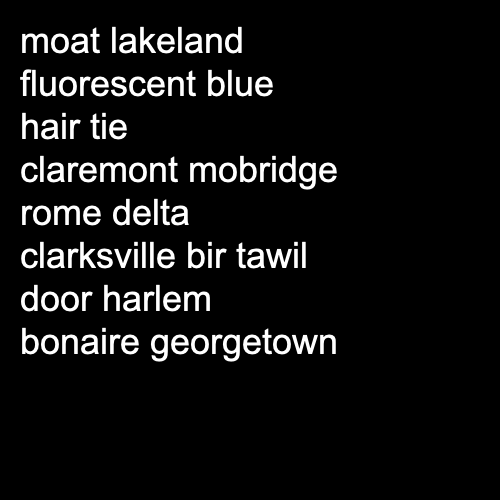 moat lakeland
fluorescent blue
hair tie
claremont mobridge
rome delta
clarksville bir tawil
door harlem
bonaire georgetown